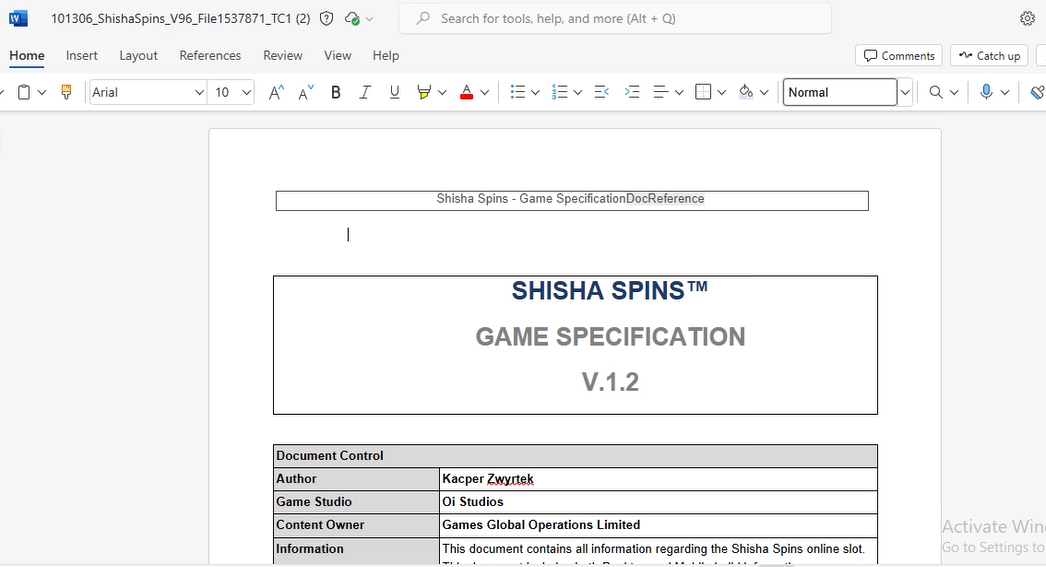 101306_ShishaSpins_V96_File1537871_TC1 (2)
Search for tools, help, and more (Alt + Q)
Home Insert Layout References Review View Help
Comments Catch up
Arial 10 Normal
Shisha Spins - Game SpecificationDocReference
SHISHA SPINS™
GAME SPECIFICATION
V.1.2
Document Control
Author Kacper Zwyrtek
Game Studio Oi Studios
Content Owner Games Global Operations Limited
Information This document contains all information regarding the Shisha Spins online slot.
Activate Win
Go to Settings to